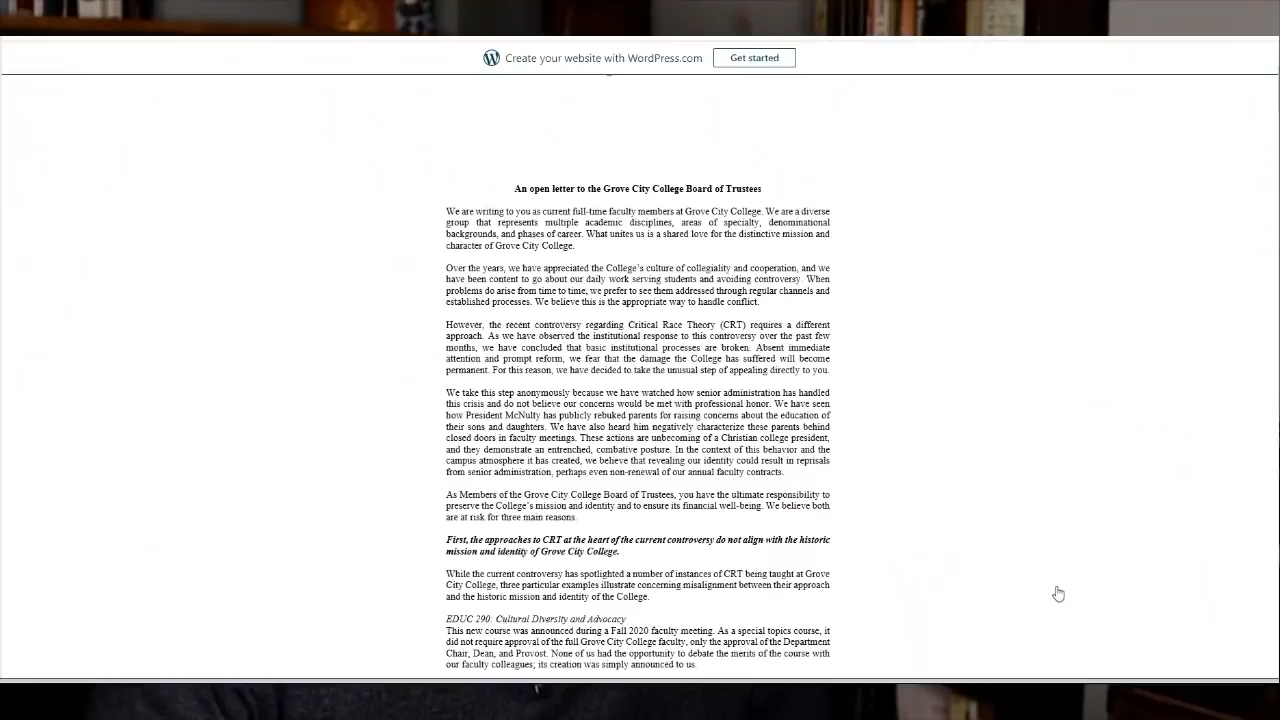 Create your website with WordPress.com
Get started
An open letter to the Grove City College Board of Trustees
We are writing to you as current full-time faculty members at Grove City College. We are a diverse
group that represents multiple academic disciplines, areas of specialty, denominational
backgrounds, and phases of career. What unites us is a shared love for the distinctive mission and
character of Grove City College.
Over the years, we have appreciated the College's culture of collegiality and cooperation, and we
have been content to go about our daily work serving students and avoiding controversy. When
problems do arise from time to time, we prefer to see them addressed through regular channels and
established processes. We believe this is the appropriate way to handle conflict.
However, the recent controversy regarding Critical Race Theory (CRT) requires a different
approach. As we have observed the institutional response to this controversy over the past few
months, we have concluded that basic institutional processes are broken. Absent immediate
attention and prompt reform, we fear that the damage the College has suffered will become
permanent. For this reason, we have decided to take the unusual step of appealing directly to you.
We take this step anonymously because we have watched how senior administration has handled
this crisis and do not believe our concerns would be met with professional honor. We have seen
how President McNulty has publicly rebuked parents for raising concerns about the education of
their sons and daughters. We have also heard him negatively characterize these parents behind
closed doors in faculty meetings. These actions are unbecoming of a Christian college president,
and they demonstrate an entrenched, combative posture. In the context of this behavior and the
campus atmosphere it has created, we believe that revealing our identity could result in reprisals
from senior administration, perhaps even non-renewal of our annual faculty contracts.
As Members of the Grove City College Board of Trustees, you have the ultimate responsibility to
preserve the College's mission and identity and to ensure its financial well-being. We believe both
are at risk for three main reasons.
First, the approaches to CRT at the heart of the current controversy do not align with the historic
mission and identity of Grove City College.
While the current controversy has spotlighted a number of instances of CRT being taught at Grove
City College, three particular examples illustrate concerning misalignment between their approach
and the historic mission and identity of the College.
EDUC 290: Cultural Diversity and Advocacy
This new course was announced during a Fall 2020 faculty meeting. As a special topics course, it
did not require approval of the full Grove City College faculty, only the approval of the Department
Chair, Dean, and Provost. None of us had the opportunity to debate the merits of the course with
our faculty colleagues; its creation was simply announced to us.